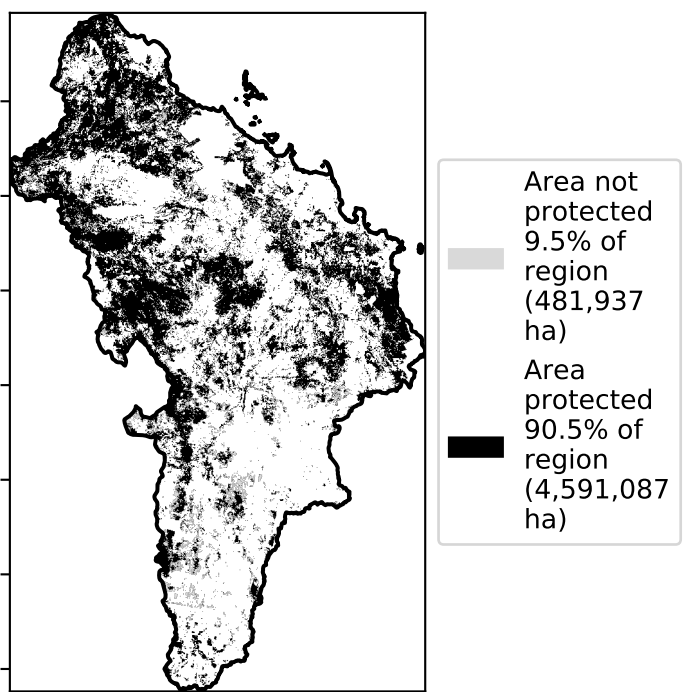 Area not
protected
9.5% of
region
(481,937
ha)
Area
protected
90.5% of
region
(4,591,087
ha)